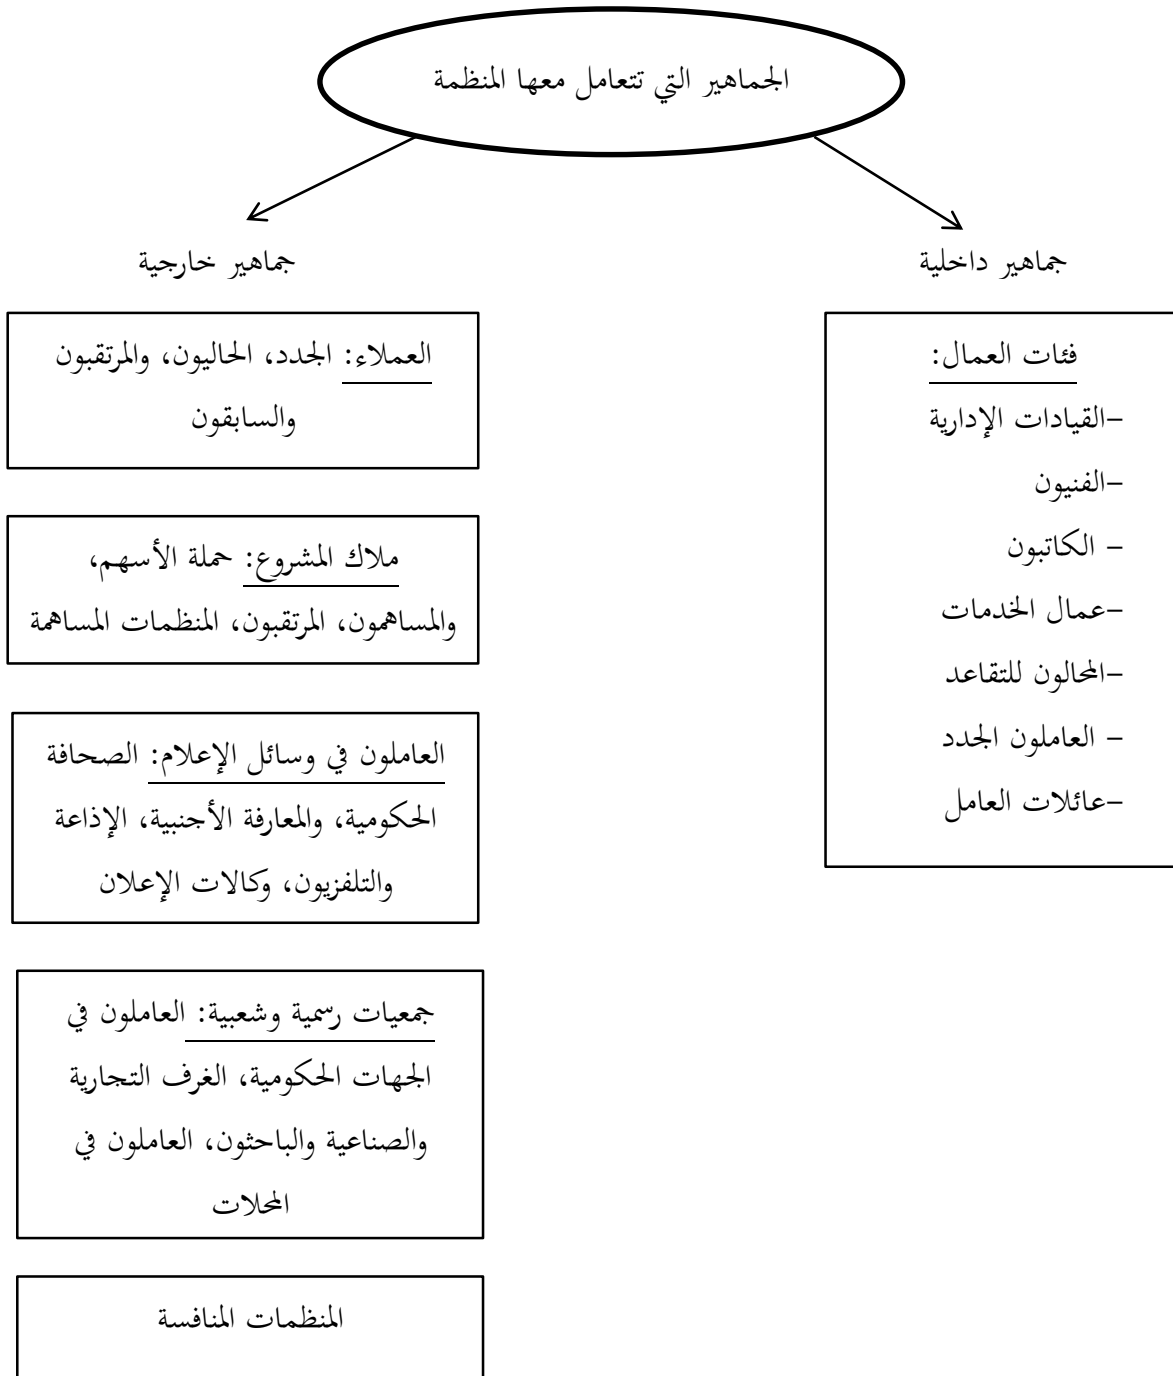 الجماهير التي تتعامل معها المنظمة
جماهير داخلية
فئات العمال:
-القيادات الإدارية
-الفنيون
- الكاتبون
-عمال الخدمات
-المحالون للتقاعد
- العاملون الجدد
-عائلات العامل
جماهير خارجية
العملاء: الجدد، الحاليون، والمرتقبون
والسابقون
ملاك المشروع: حملة الأسهم،
والمساهمون، المرتقبون، المنظمات المساهمة
العاملون في وسائل الإعلام: الصحافة
الحكومية، والمعارفة الأجنبية، الإذاعة
والتلفزيون، وكالات الإعلان
جمعيات رسمية وشعبية: العاملون في
الجهات الحكومية، الغرف التجارية
والصناعية والباحثون، العاملون في
المحلات
المنظمات المنافسة